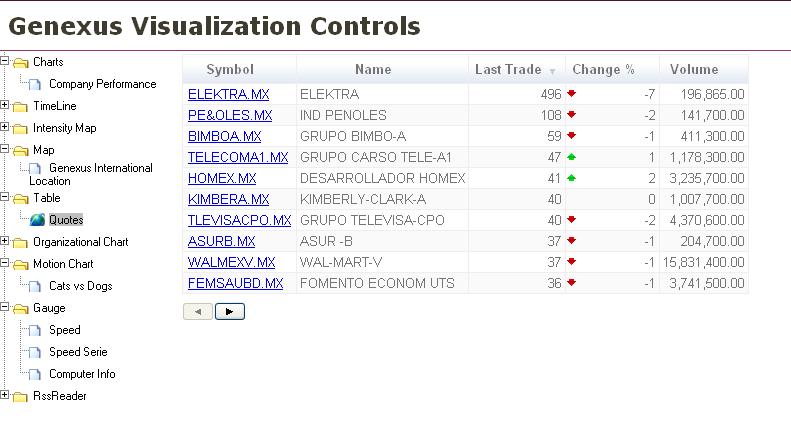 Genexus Visualization Controls
Charts
Company Performance
TimeLine
Intensity Map
Map
Genexus International
Location
Table
Quotes
Organizational Chart
Motion Chart
Cats vs Dogs
Gauge
Speed
Speed Serie
Computer Info
RssReader
Symbol Name Last Trade Change % Volume
ELEKTRA.MX ELEKTRA 496 -7 196,865.00
PE&OLES.MX IND PENOLES 108 -2 141,700.00
BIMBOA.MX GRUPO BIMBO-A 59 -1 411,300.00
TELECOMA1.MX GRUPO CARSO TELE-A1 47 1 1,178,300.00
HOMEX.MX DESARROLLADOR HOMEX 41 2 3,235,700.00
KIMBERA.MX KIMBERLY-CLARK-A 40 0 1,007,700.00
TLEVISACPO.MX GRUPO TELEVISA-CPO 40 -2 4,370,600.00
ASURB.MX ASUR -B 37 -1 204,700.00
WALMEXV.MX WAL-MART-V 37 -1 15,831,400.00
FEMSAUBD.MX FOMENTO ECONOM UTS 36 -1 3,741,500.00